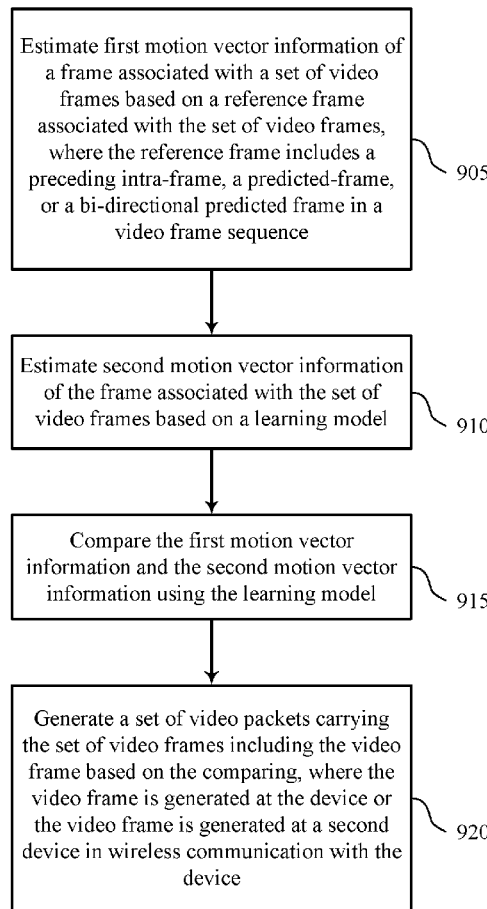 Estimate first motion vector information of
a frame associated with a set of video
frames based on a reference frame
associated with the set of video frames,
where the reference frame includes a
preceding intra-frame, a predicted-frame,
or a bi-directional predicted frame in a
video frame sequence
905
Estimate second motion vector information
of the frame associated with the set of
video frames based on a learning model
910
Compare the first motion vector
information and the second motion vector
information using the learning model
915
Generate a set of video packets carrying
the set of video frames including the video
frame based on the comparing, where the
video frame is generated at the device or
the video frame is generated at a second
device in wireless communication with the
device
920